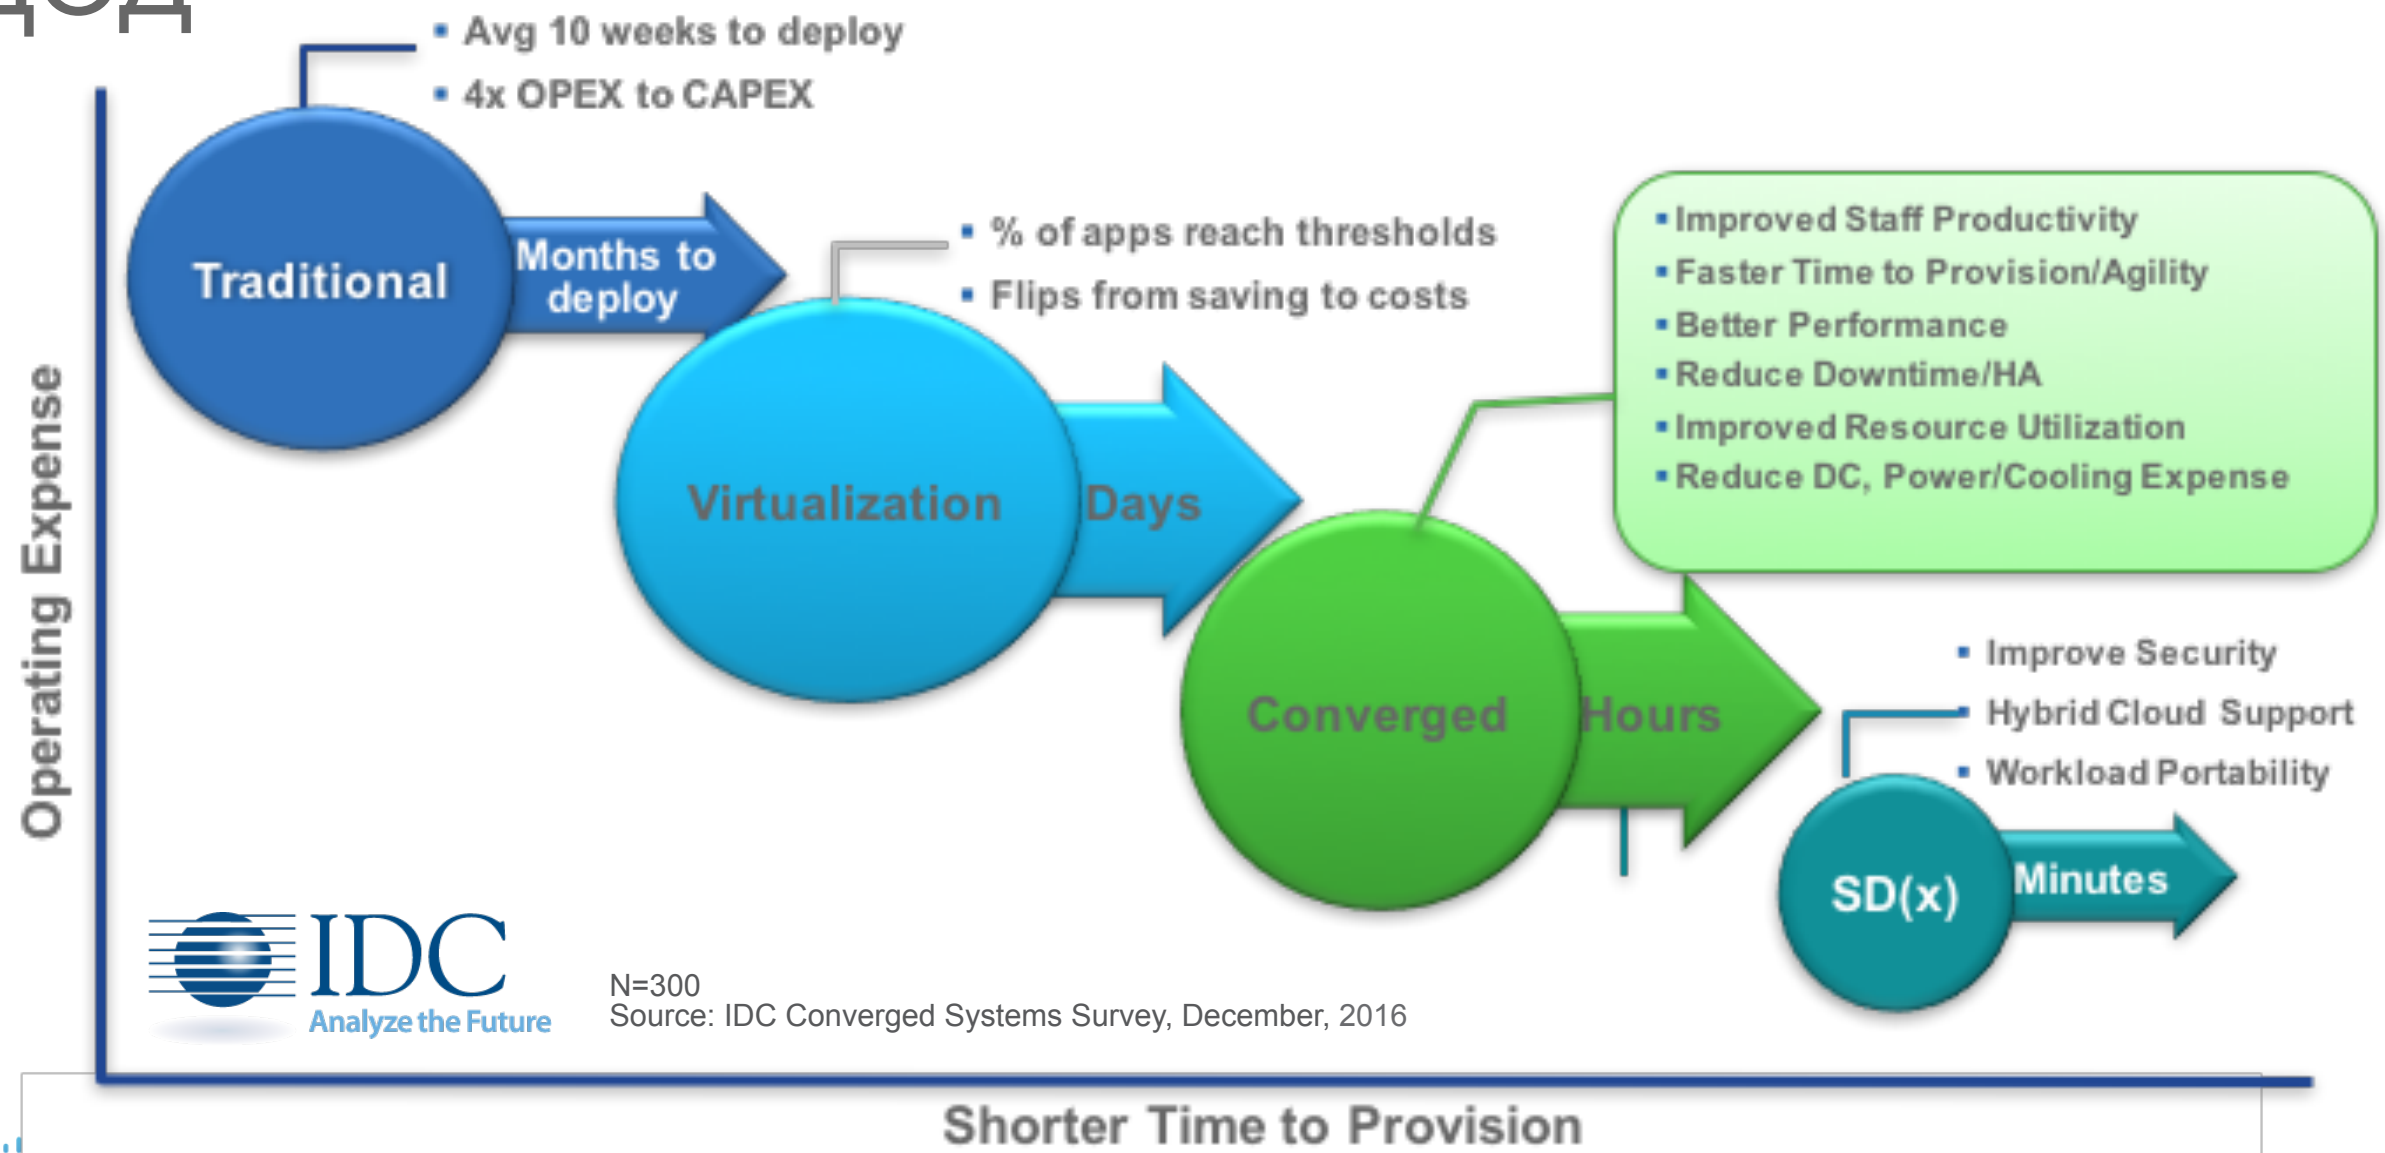 ЦОД
Avg 10 weeks to deploy
4x OPEX to CAPEX
Traditional
Months to
deploy
% of apps reach thresholds
Flips from saving to costs
Virtualization
Days
Improved Staff Productivity
Faster Time to Provision/Agility
Better Performance
Reduce Downtime/HA
Improved Resource Utilization
Reduce DC, Power/Cooling Expense
Converged
Hours
Improve Security
Hybrid Cloud Support
Workload Portability
SD(x)
Minutes
Operating Expense
IDC
Analyze the Future
N=300
Source: IDC Converged Systems Survey, December, 2016
Shorter Time to Provision